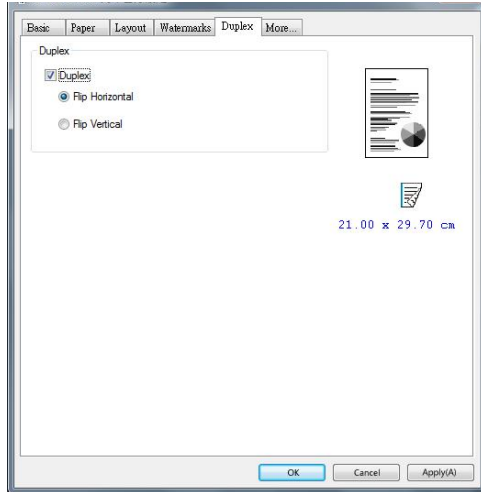 Basic Paper Layout Watermarks Duplex More...
Duplex
Duplex
Flip Horizontal
Flip Vertical
21.00 x 29.70 cm
OK Cancel Apply(A)